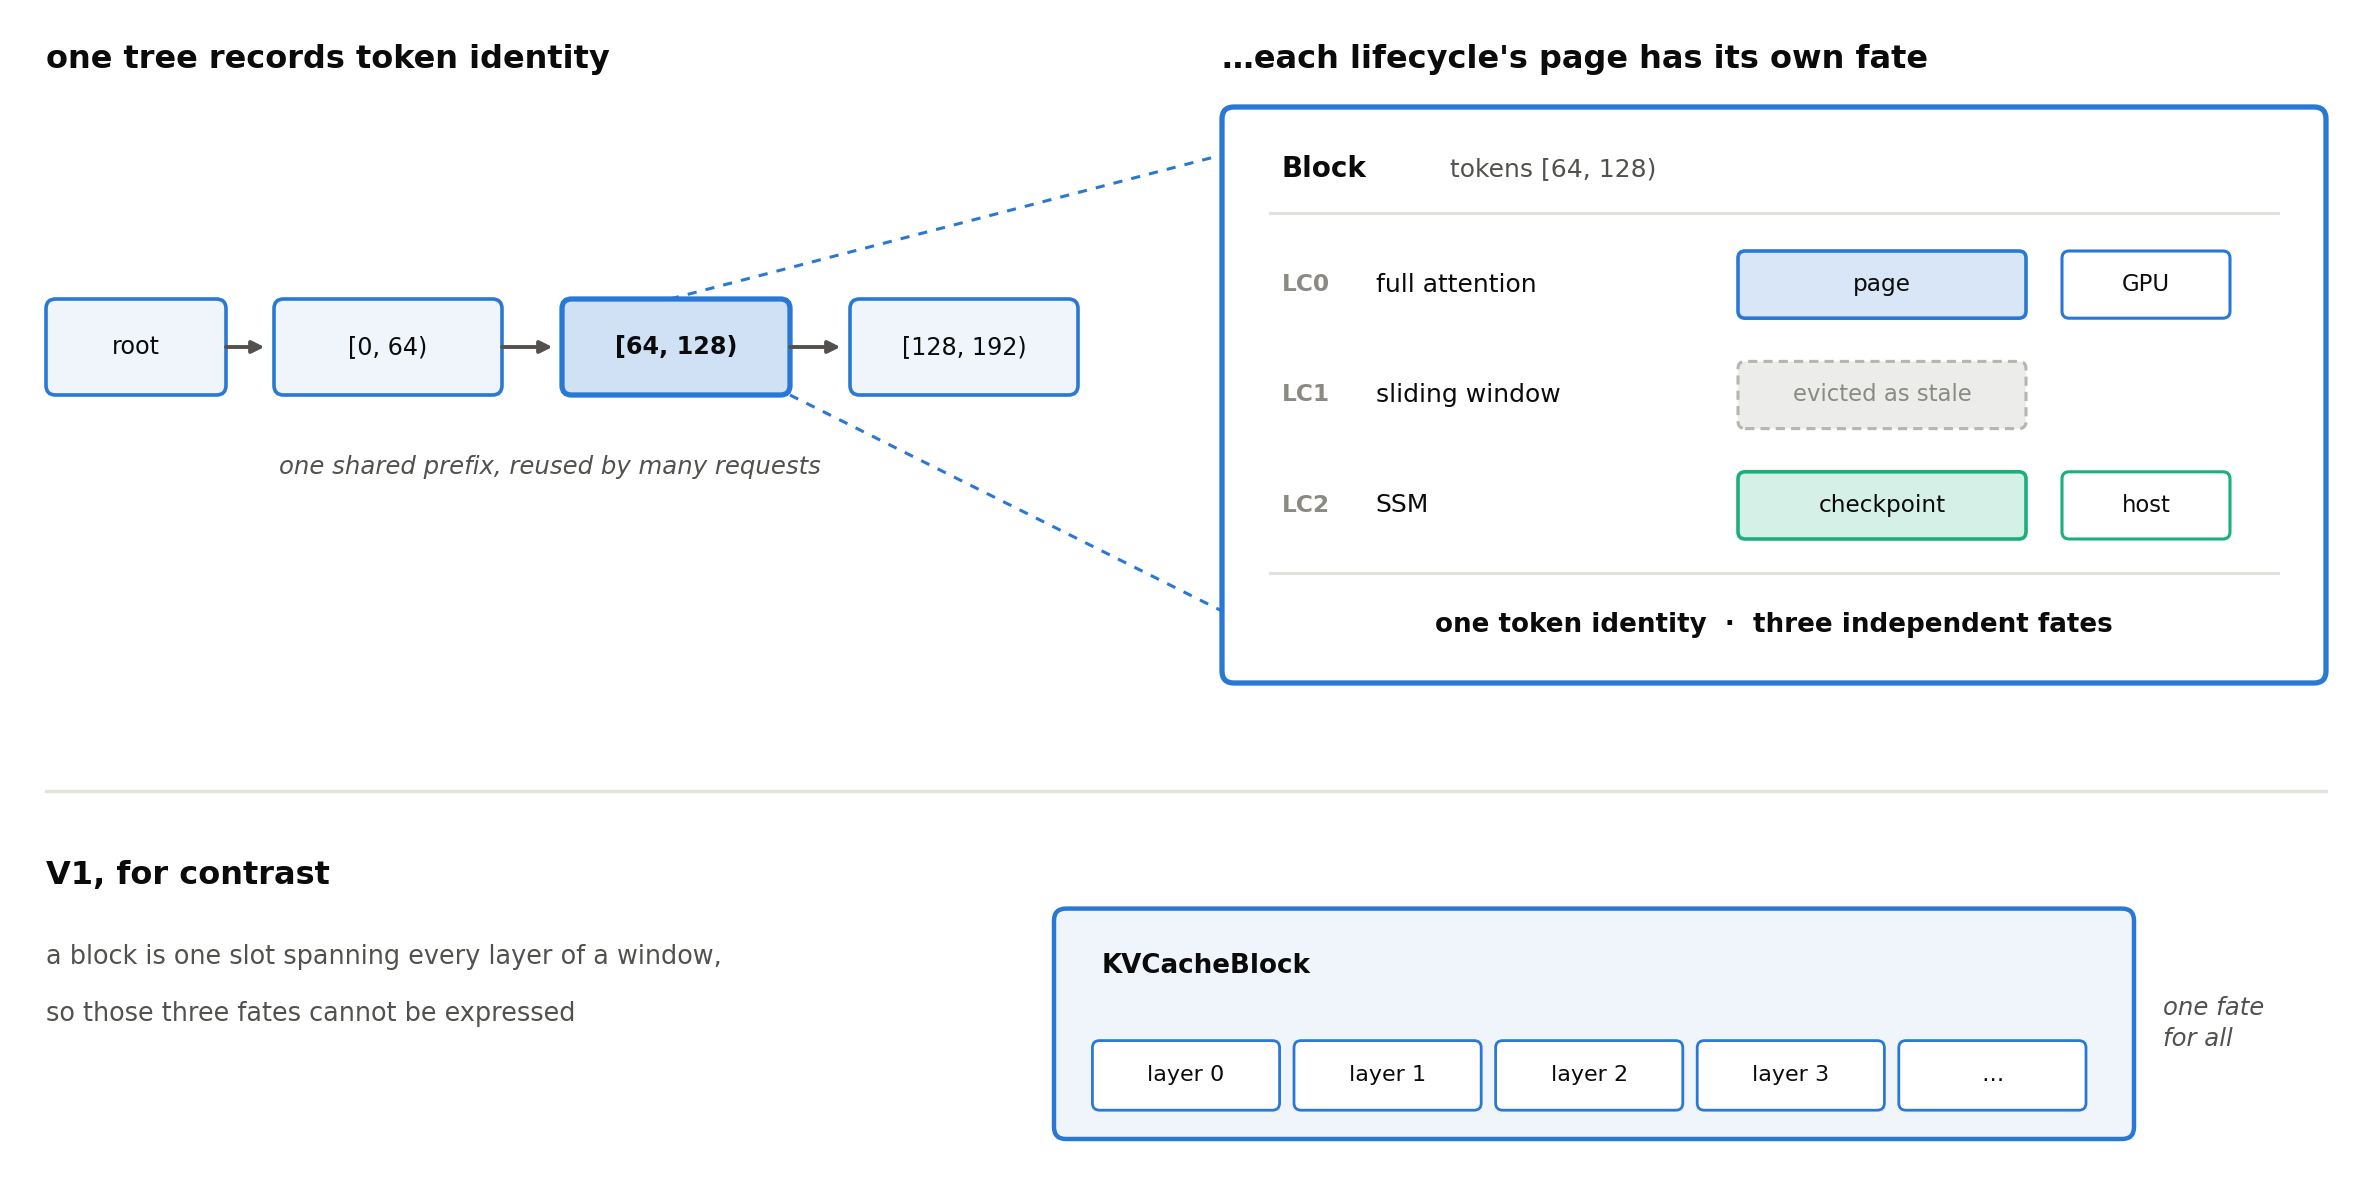 one tree records token identity
…each lifecycle's page has its own fate
root
[0, 64)
[64, 128)
[128, 192)
one shared prefix, reused by many requests
Block tokens [64, 128)
LC0 full attention page GPU
LC1 sliding window evicted as stale
LC2 SSM checkpoint host
one token identity · three independent fates
V1, for contrast
a block is one slot spanning every layer of a window,
so those three fates cannot be expressed
KVCacheBlock
layer 0 layer 1 layer 2 layer 3 …
one fate
for all